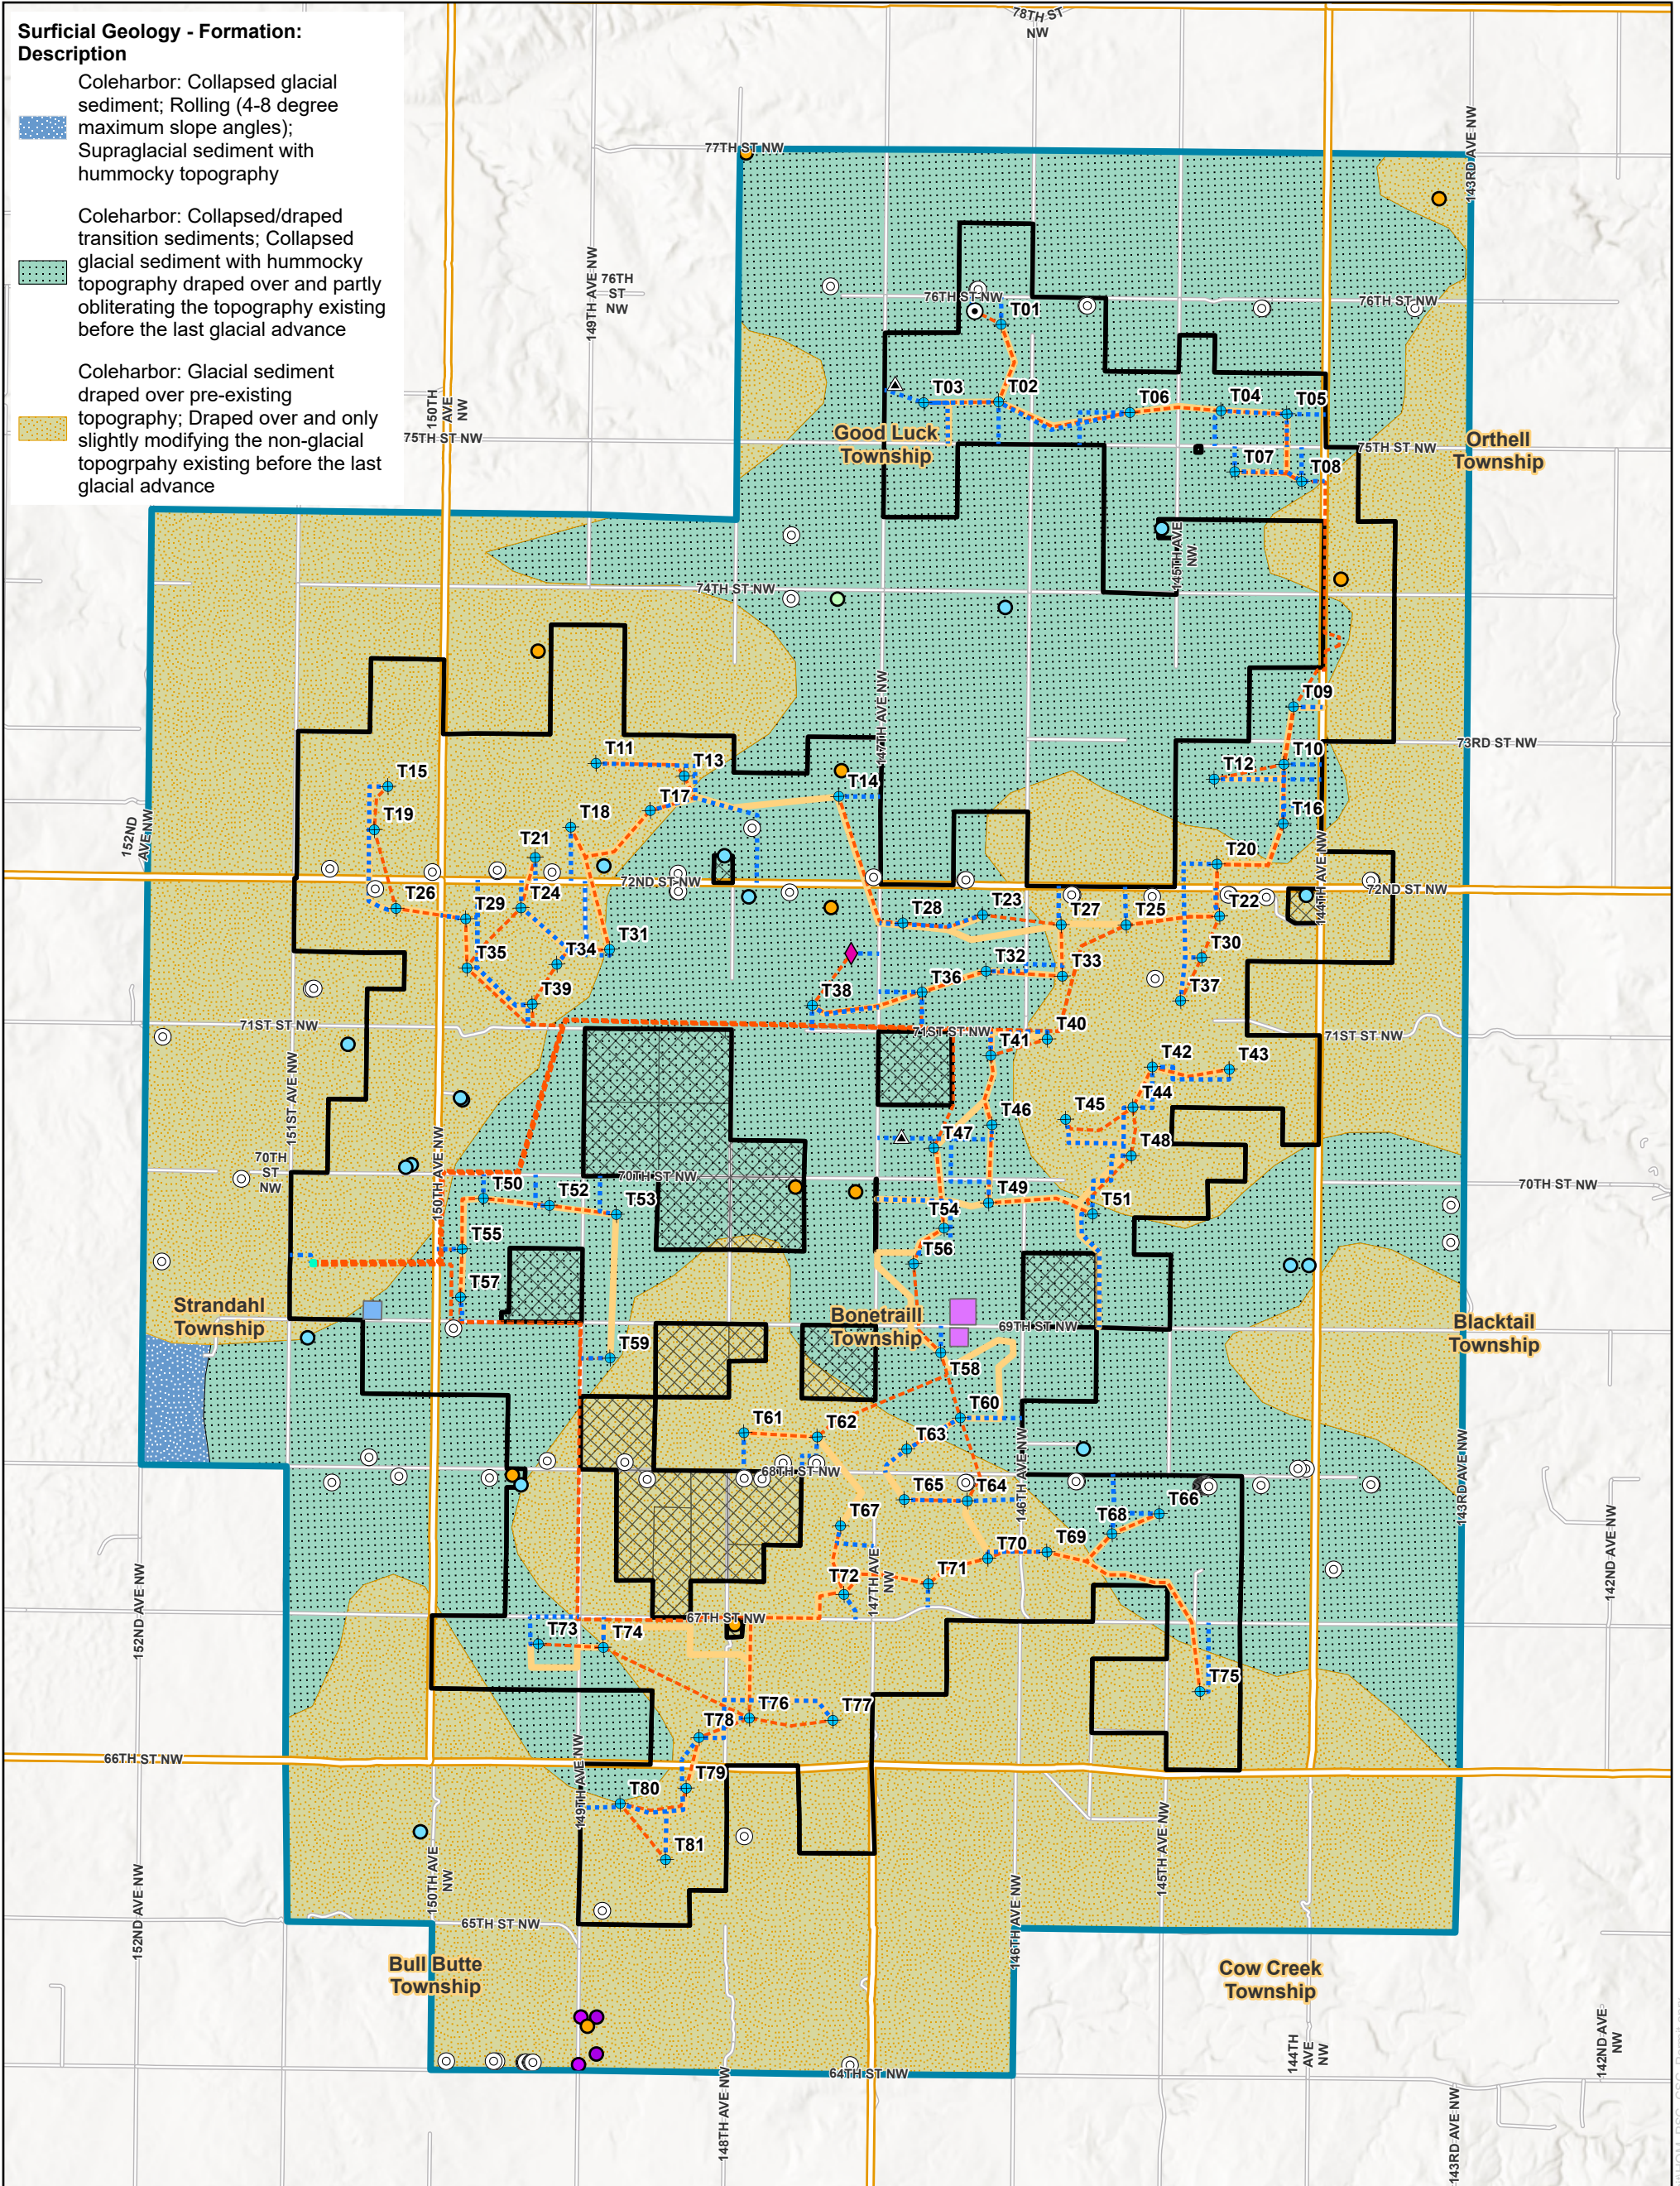 Surficial Geology - Formation:
Description
Coleharbor: Collapsed glacial
sediment; Rolling (4-8 degree
maximum slope angles);
Supraglacial sediment with
hummocky topography
Coleharbor: Collapsed/draped
transition sediments; Collapsed
glacial sediment with hummocky
topography draped over and partly
obliterating the topography existing
before the last glacial advance
Coleharbor: Glacial sediment
draped over pre-existing
topography; Draped over and only
slightly modifying the non-glacial
topogrpahy existing before the last
glacial advance
78TH ST
NW
77TH ST NW
143RD AVE NW
149TH AVE NW
76TH
ST
NW
76TH ST NW
76TH ST NW
T01
150TH
AVE
NW
75TH ST NW
T03
T02
T06
T04
T05
Good Luck
Township
75TH ST NW
Orthell
Township
T07
T08
145TH AVE
NW
74TH ST NW
147TH AVE NW
T09
73RD ST NW
T11
T13
T14
T10
T12
T15
T16
T17
T18
T19
152ND
AVE NW
T21
T20
72ND ST NW
72ND ST NW
144TH AVE NW
T26
T29
T24
T28
T23
T27
T25
T22
T35
T34
T31
T30
T36
T32
T33
T37
T39
T38
71ST ST NW
71ST ST NW
71ST ST NW
T41
T40
T42
T43
151ST AVE NW
T44
T45
T46
T47
T48
150TH AVE NW
70TH
ST
NW
70TH ST NW
70TH ST NW
T50
T52
T53
T49
T51
T54
T55
T56
T57
Strandahl
Township
Bonetraill
Township
69TH ST NW
Blacktail
Township
T59
T58
T60
T61
T62
T63
146TH AVE NW
143RD AVE NW
68TH ST NW
T65
T64
T66
T67
T68
T69
T70
T71
T72
147TH AVE
NW
142ND AVE NW
152ND AVE NW
67TH ST NW
T73
T74
T75
T76
T77
T78
66TH ST NW
149TH AVE NW
T79
T80
T81
150TH AVE
NW
145TH AVE NW
152ND AVE NW
65TH ST NW
146TH AVE NW
Bull Butte
Township
Cow Creek
Township
144TH
AVE
NW
142ND AVE
NW
64TH ST NW
148TH AVE NW
143RD AVE NW